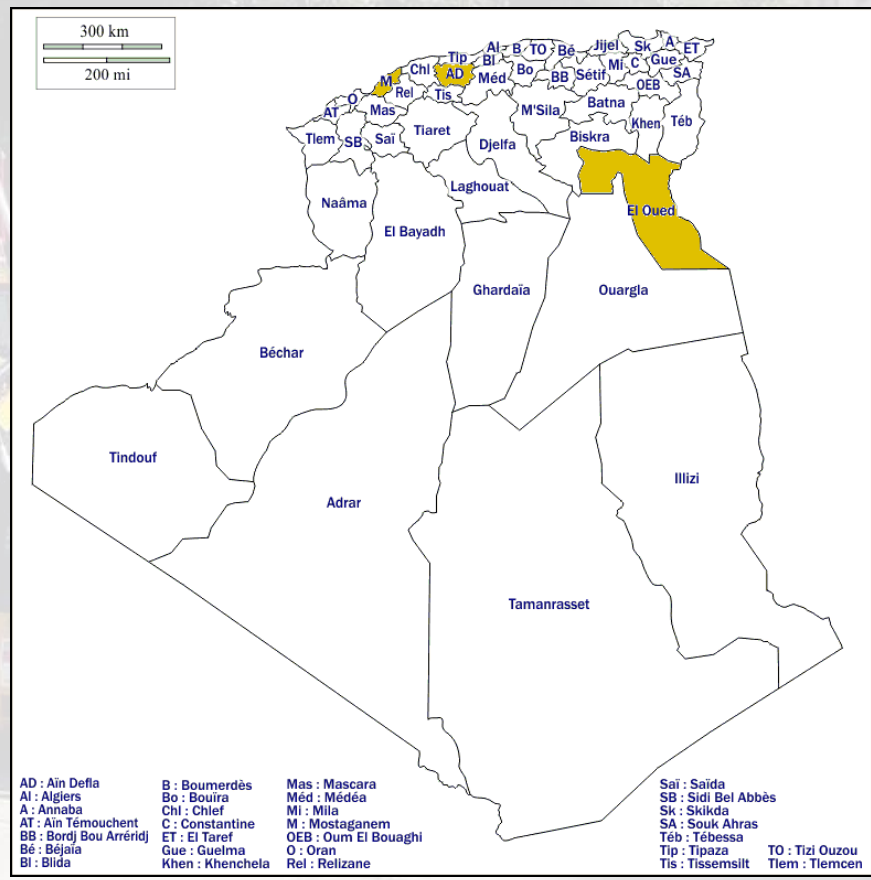 300 km
200 mi
Al B TO Bé Jijel Sk A ET
Tip Bl Mi C Gue
M Chl AD Méd Bo BB Sétif SA
Rel Tis OEB
O Mas M'Sila Batna
AT Khen Téb
Tlem SB Saï Tiaret Djelfa Biskra
Laghouat
Naâma El Oued
El Bayadh
Ghardaïa Ouargla
Béchar
Tindouf
Illizi
Adrar
Tamanrasset
AD : Aïn Defla
Al : Algiers
A : Annaba
AT : Aïn Témouchent
BB : Bordj Bou Arréridj
Bé : Béjaïa
Bl : Blida
B : Boumerdès
Bo : Bouïra
Chl : Chlef
C : Constantine
ET : El Taref
Gue : Guelma
Khen : Khenchela
Mas : Mascara
Méd : Médéa
Mi : Mila
M : Mostaganem
OEB : Oum El Bouaghi
O : Oran
Rel : Relizane
Saï : Saïda
SB : Sidi Bel Abbès
Sk : Skikda
SA : Souk Ahras
Téb : Tébessa
Tip : Tipaza
Tis : Tissemsilt
TO : Tizi Ouzou
Tlem : Tlemcen